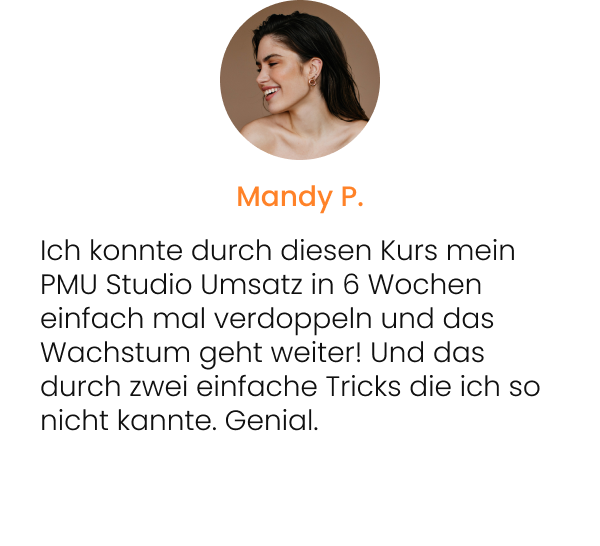 Mandy P.
Ich konnte durch diesen Kurs mein
PMU Studio Umsatz in 6 Wochen
einfach mal verdoppeln und das
Wachstum geht weiter! Und das
durch zwei einfache Tricks die ich so
nicht kannte. Genial.